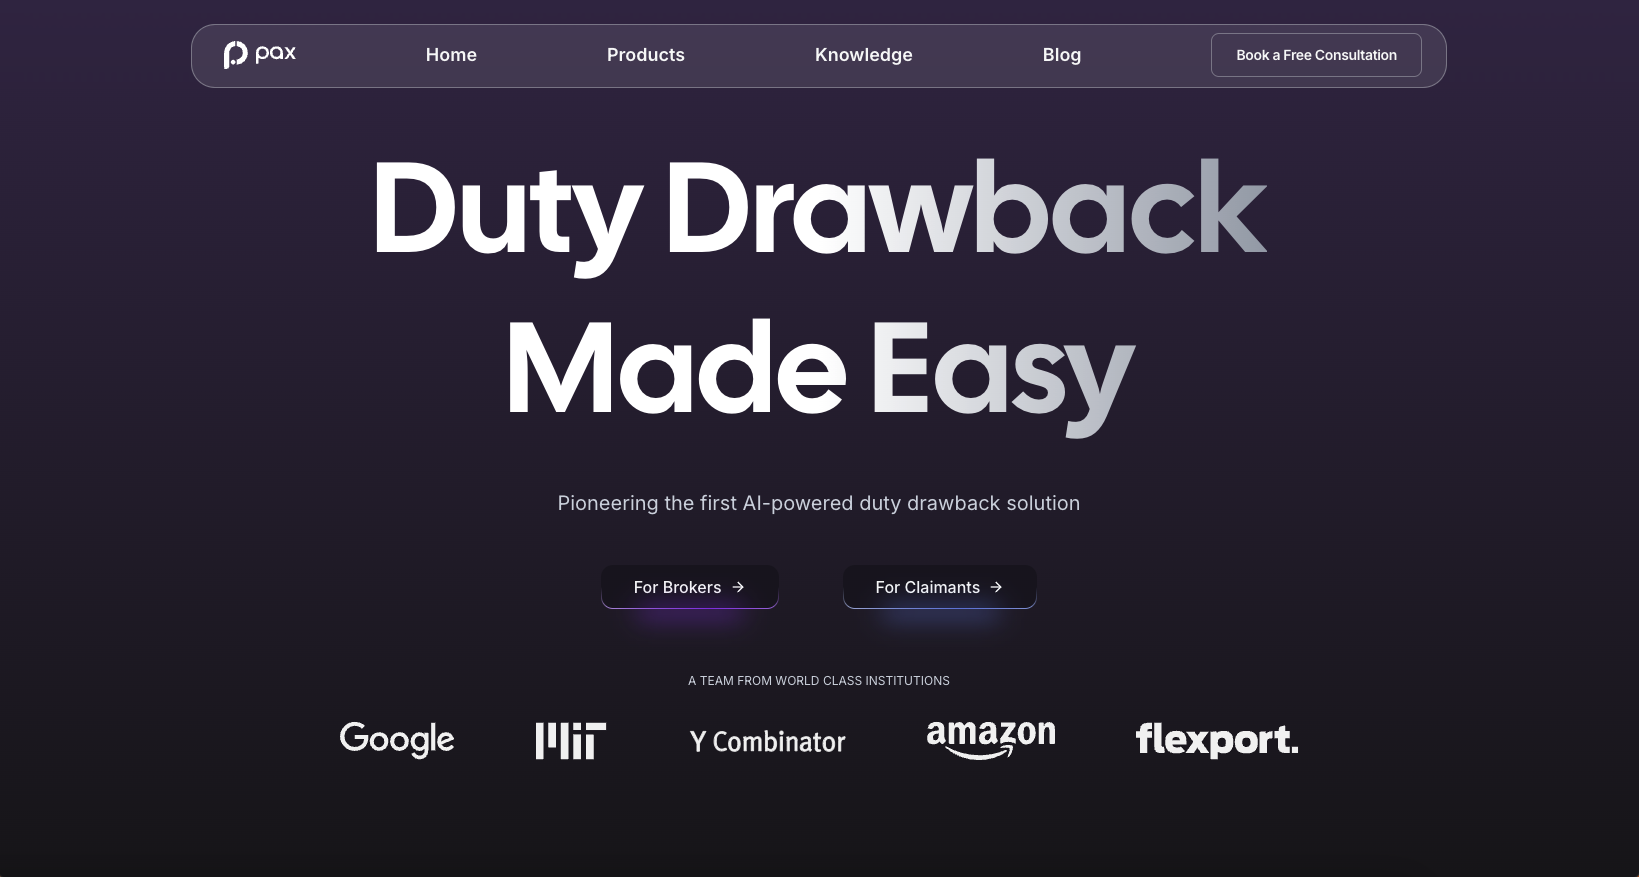 pax
Home
Products
Knowledge
Blog
Book a Free Consultation
Duty Drawback
Made Easy
Pioneering the first AI-powered duty drawback solution
For Brokers →
For Claimants →
A TEAM FROM WORLD CLASS INSTITUTIONS
Google
MIT
Y Combinator
amazon
flexport.